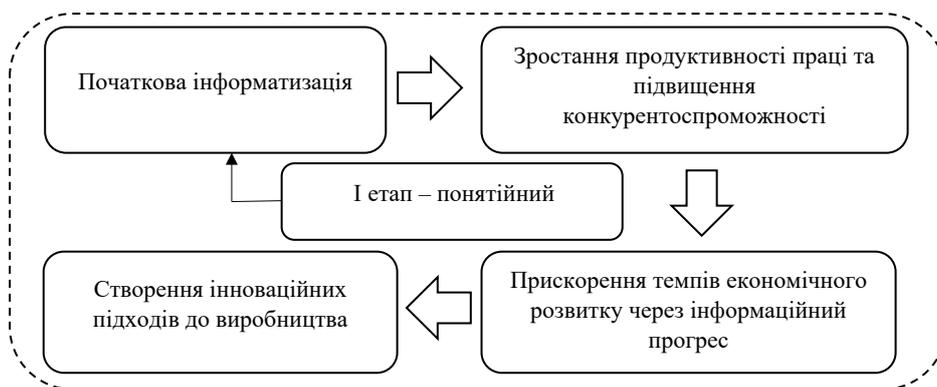 Початкова інформатизація
Зростання продуктивності праці та
підвищення
конкурентоспроможності
І етап – понятійний
Створення інноваційних
підходів до виробництва
Прискорення темпів економічного
розвитку через інформаційний
прогрес